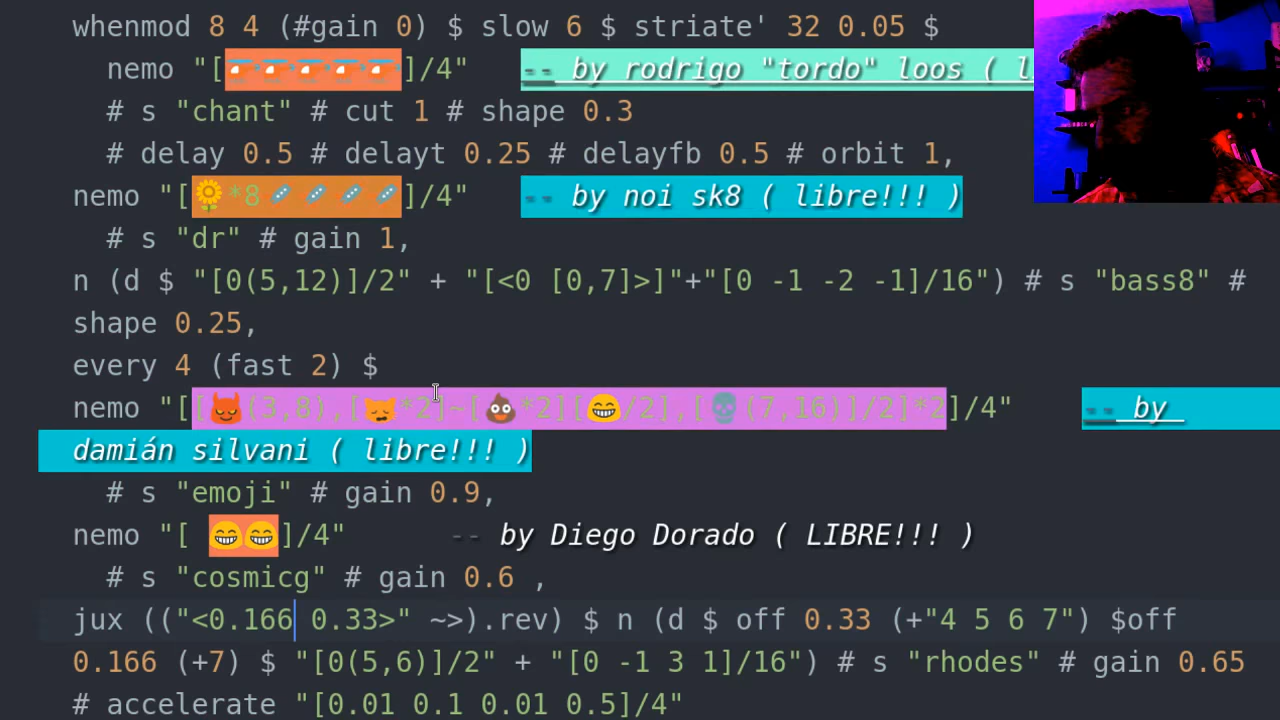 whenmod 8 4 (#gain 0) $ slow 6 $ striate' 32 0.05 $
nemo "[🚁🚁🚁🚁🚁]/4" -- by rodrigo "tordo" loos ( l
# s "chant" # cut 1 # shape 0.3
# delay 0.5 # delayt 0.25 # delayfb 0.5 # orbit 1,
nemo "[🌻*8🩹🩹🩹🩹]/4" -- by noi sk8 ( libre!!! )
# s "dr" # gain 1,
n (d $ "[0(5,12)]/2" + "[<0 [0,7]>]"+"[0 -1 -2 -1]/16") # s "bass8" #
shape 0.25,
every 4 (fast 2) $
nemo "[[😈(3,8),[😿*2]~[💩*2][😁/2],[💀(7,16)]/2]*2]/4" -- by
damián silvani ( libre!!! )
# s "emoji" # gain 0.9,
nemo "[ 😁😁]/4" -- by Diego Dorado ( LIBRE!!! )
# s "cosmicg" # gain 0.6 ,
jux (("<0.166 0.33>" ~>).rev) $ n (d $ off 0.33 (+"4 5 6 7") $off
0.166 (+7) $ "[0(5,6)]/2" + "[0 -1 3 1]/16") # s "rhodes" # gain 0.65
# accelerate "[0.01 0.1 0.01 0.5]/4"